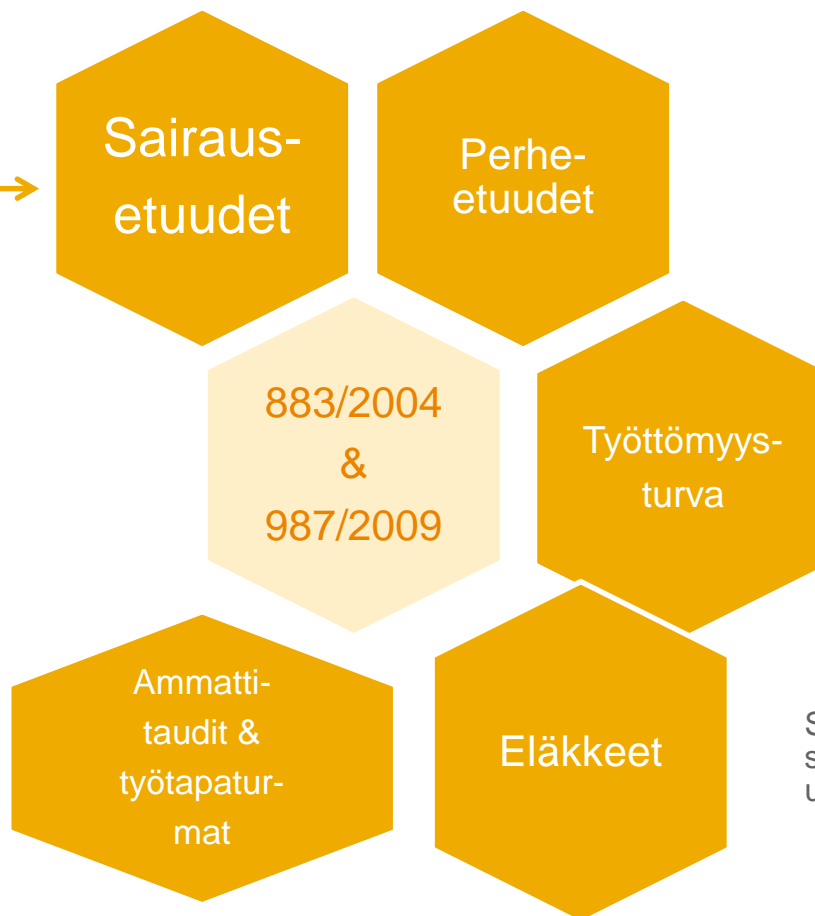 Sairaus-
etuudet
Perhe-
etuudet
883/2004
&
987/2009
Työttömyys-
turva
Ammatti-
taudit &
työtapatur-
mat
Eläkkeet